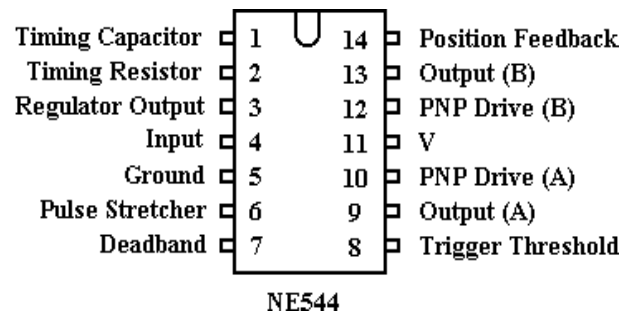 Timing Capacitor 1 14 Position Feedback
Timing Resistor 2 13 Output (B)
Regulator Output 3 12 PNP Drive (B)
Input 4 11 V
Ground 5 10 PNP Drive (A)
Pulse Stretcher 6 9 Output (A)
Deadband 7 8 Trigger Threshold
NE544